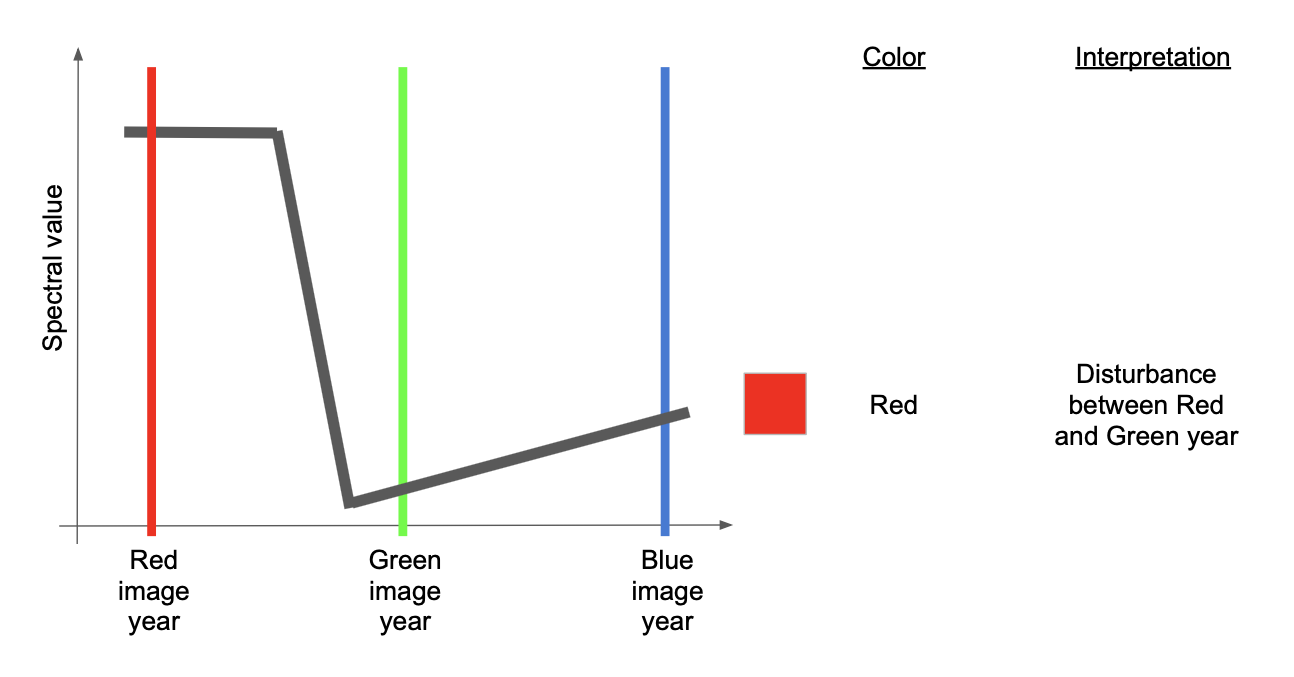 Color
Interpretation
Spectral value
Red
Disturbance
between Red
and Green year
Red
image
year
Green
image
year
Blue
image
year